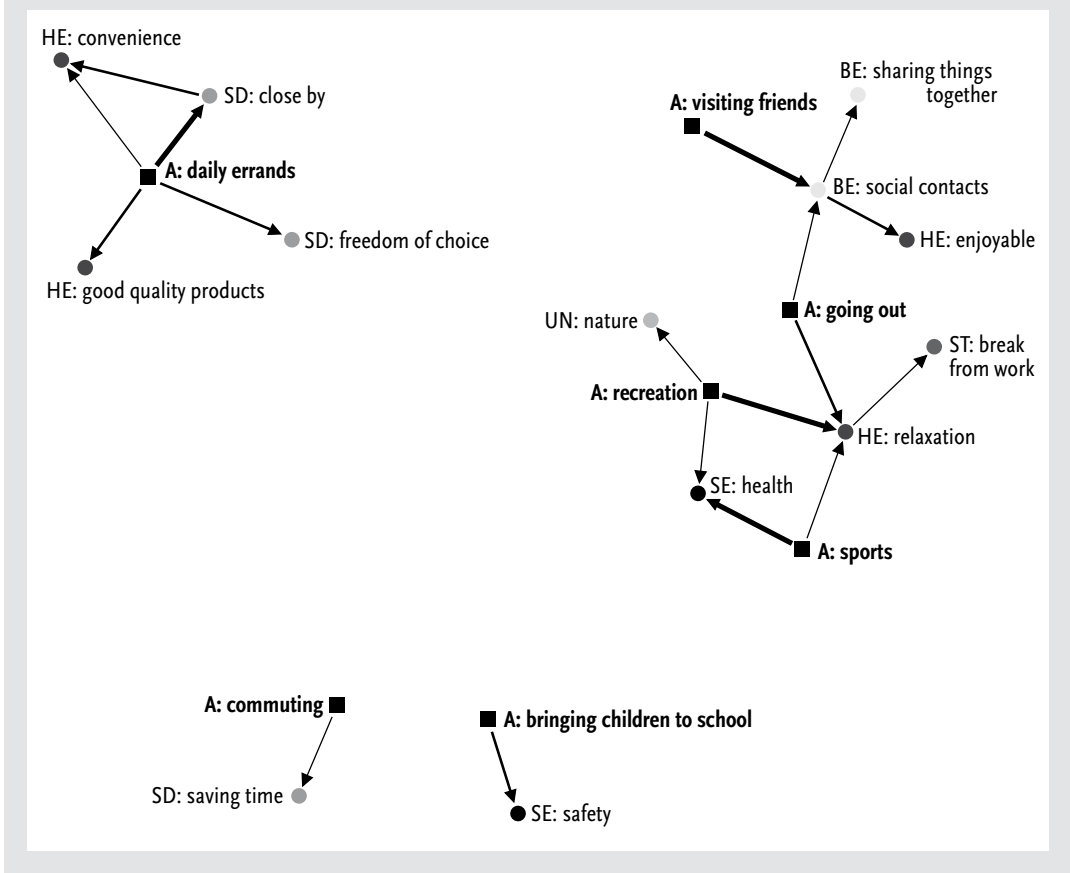 HE: convenience
SD: close by
A: daily errands
SD: freedom of choice
HE: good quality products
BE: sharing things
together
A: visiting friends
BE: social contacts
HE: enjoyable
A: going out
UN: nature
ST: break
from work
A: recreation
HE: relaxation
SE: health
A: sports
A: commuting
A: bringing children to school
SD: saving time
SE: safety